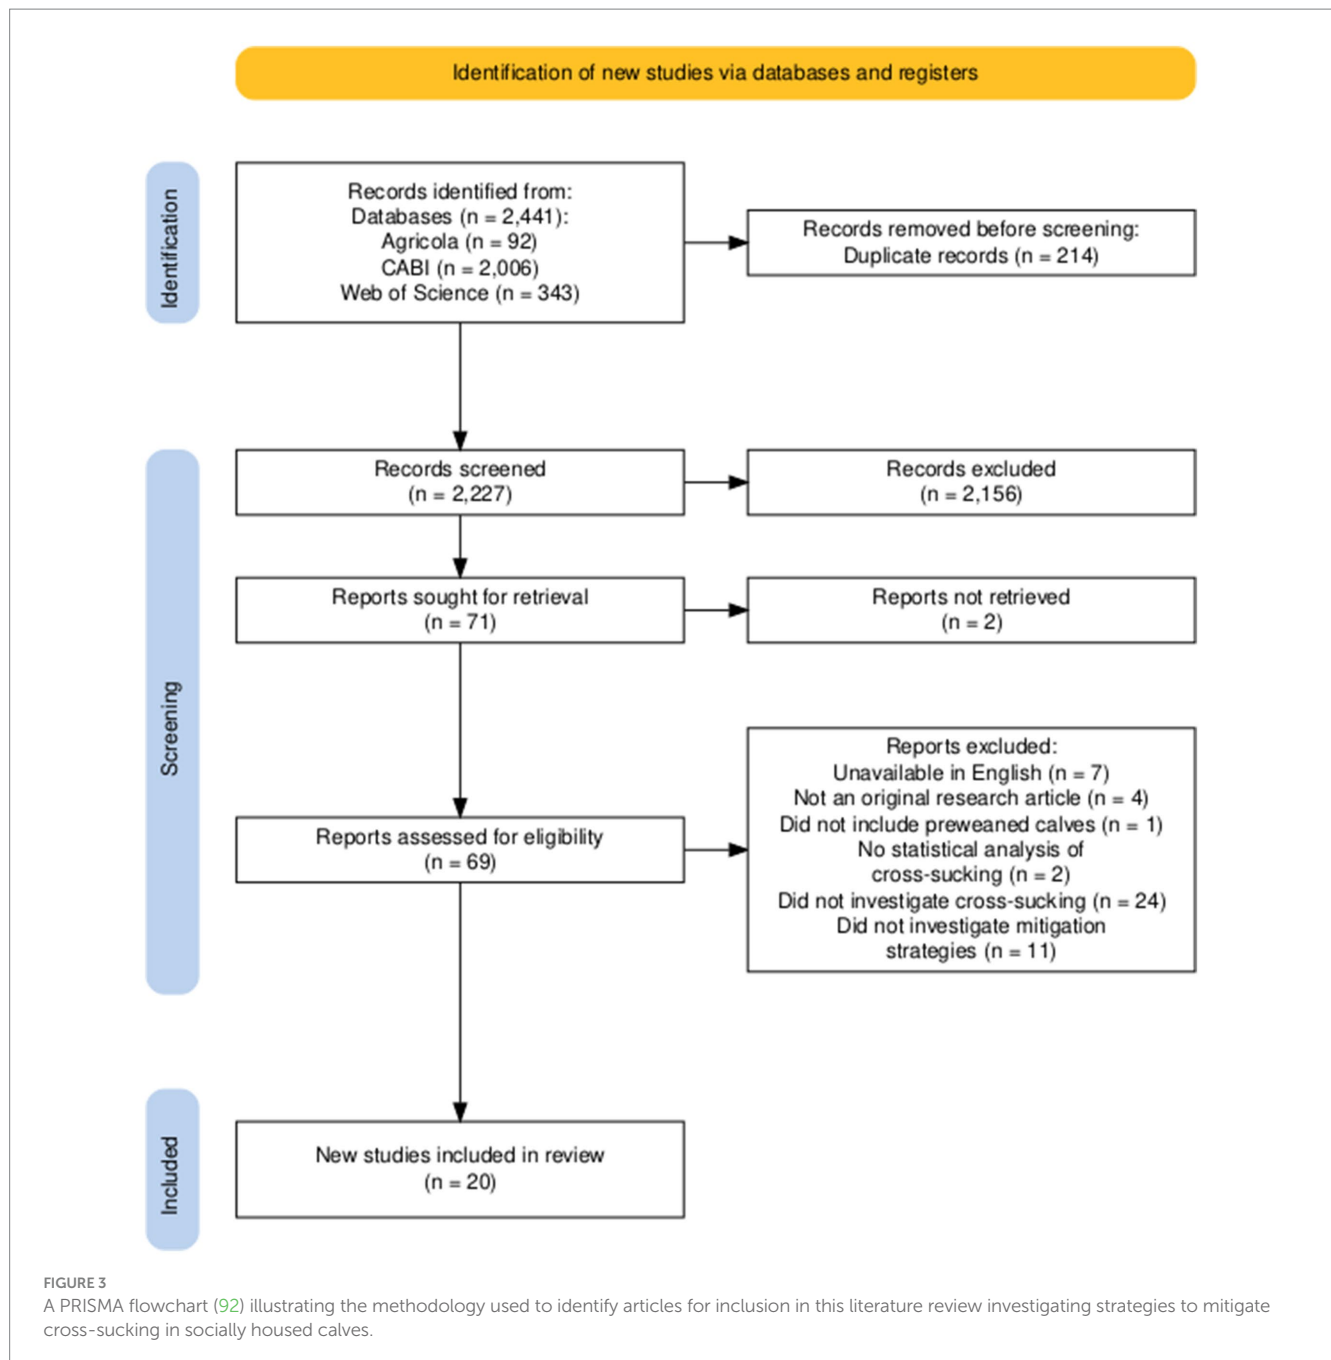 Identification of new studies via databases and registers
Identification
Records identified from:
Databases (n = 2,441):
Agricola (n = 92)
CABI (n = 2,006)
Web of Science (n = 343)
Records removed before screening:
Duplicate records (n = 214)
Screening
Records screened
(n = 2,227)
Records excluded
(n = 2,156)
Reports sought for retrieval
(n = 71)
Reports not retrieved
(n = 2)
Reports assessed for eligibility
(n = 69)
Reports excluded:
Unavailable in English (n = 7)
Not an original research article (n = 4)
Did not include preweaned calves (n = 1)
No statistical analysis of
cross-sucking (n = 2)
Did not investigate cross-sucking (n = 24)
Did not investigate mitigation
strategies (n = 11)
Included
New studies included in review
(n = 20)
FIGURE 3
A PRISMA flowchart (92) illustrating the methodology used to identify articles for inclusion in this literature review investigating strategies to mitigate
cross-sucking in socially housed calves.